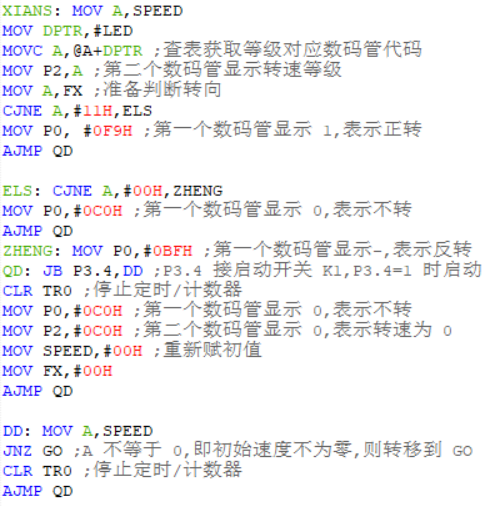 XIANS: MOV A,SPEED
MOV DPTR,#LED
MOVC A,@A+DPTR ;查表获取等级对应数码管代码
MOV P2,A ;第二个数码管显示转速等级
MOV A,FX ;准备判断转向
CJNE A,#11H,ELS
MOV P0, #0F9H ;第一个数码管显示 1,表示正转
AJMP QD
ELS: CJNE A,#00H,ZHENG
MOV P0,#0C0H ;第一个数码管显示 0,表示不转
AJMP QD
ZHENG: MOV P0,#0BFH ;第一个数码管显示-,表示反转
QD: JB P3.4,DD ;P3.4 接启动开关 K1,P3.4=1 时启动
CLR TR0 ;停止定时/计数器
MOV P0,#0C0H ;第一个数码管显示 0,表示不转
MOV P2,#0C0H ;第二个数码管显示 0,表示转速为 0
MOV SPEED,#00H ;重新赋初值
MOV FX,#00H
AJMP QD
DD: MOV A,SPEED
JNZ GO ;A 不等于 0,即初始速度不为零,则转移到 GO
CLR TR0 ;停止定时/计数器
AJMP QD